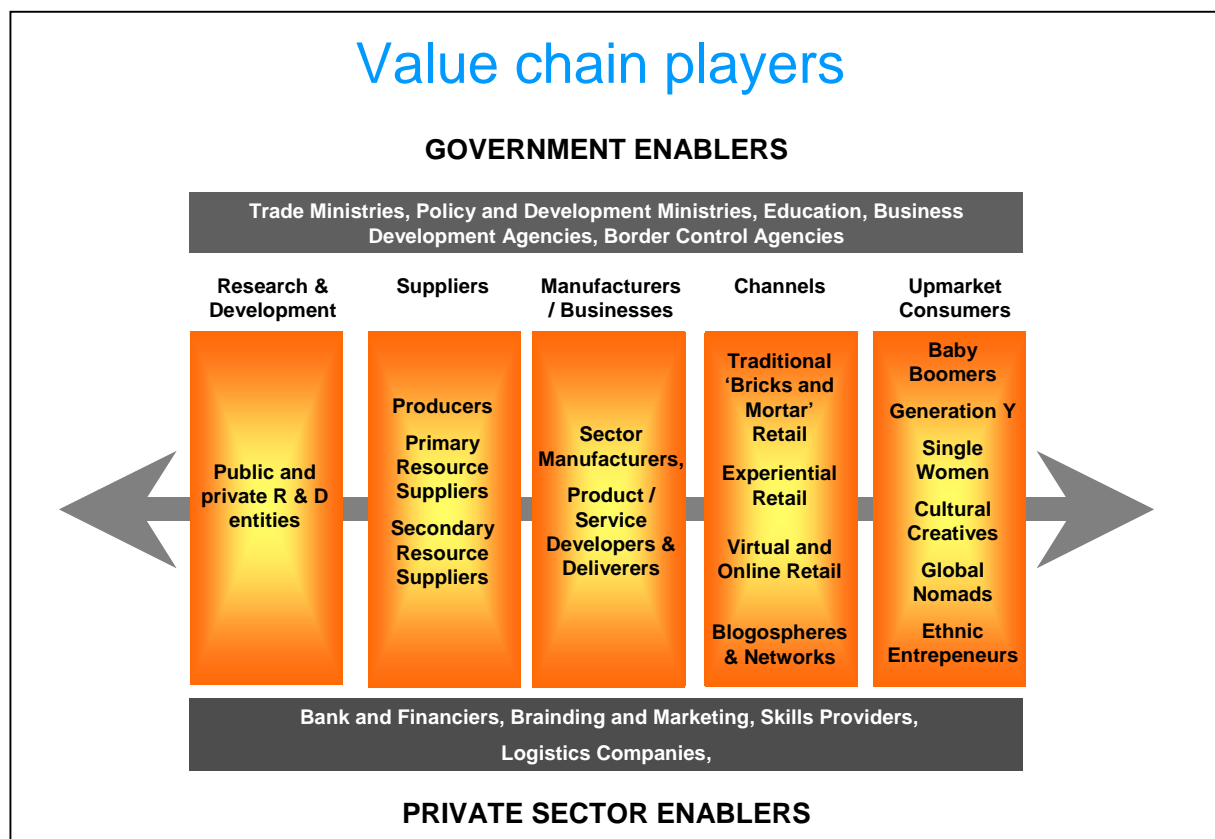 Value chain players
GOVERNMENT ENABLERS
Trade Ministries, Policy and Development Ministries, Education, Business
Development Agencies, Border Control Agencies
Research &
Development
Suppliers
Manufacturers
/ Businesses
Channels
Upmarket
Consumers
Public and
private R & D
entities
Producers
Primary
Resource
Suppliers
Secondary
Resource
Suppliers
Sector
Manufacturers,
Product /
Service
Developers &
Deliverers
Traditional
‘Bricks and
Mortar’
Retail
Experiential
Retail
Virtual and
Online Retail
Blogospheres
& Networks
Baby
Boomers
Generation Y
Single
Women
Cultural
Creatives
Global
Nomads
Ethnic
Entrepeneurs
Bank and Financiers, Brainding and Marketing, Skills Providers,
Logistics Companies,
PRIVATE SECTOR ENABLERS